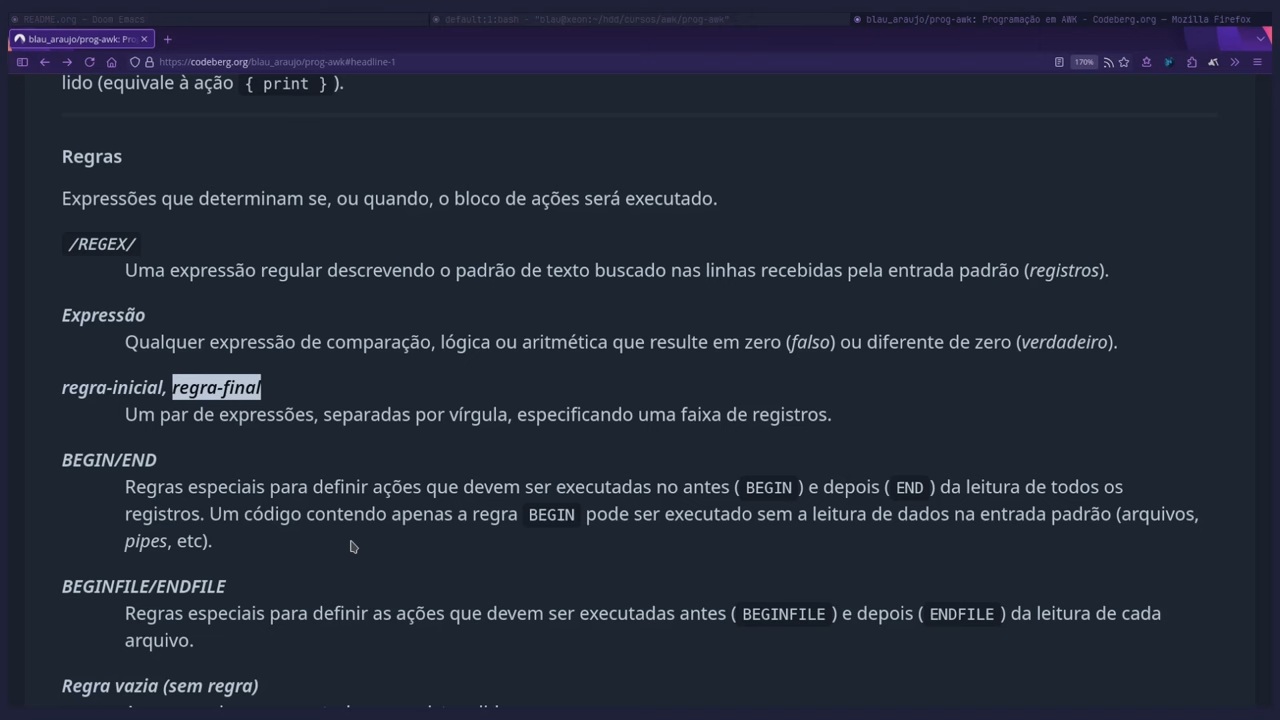 README.org - Doom Emacs
default:1:bash - "blau@xeon:~/hdd/cursos/awk/prog-awk"
blau_araujo/prog-awk: Programação em AWK - Codeberg.org — Mozilla Firefox
blau_araujo/prog-awk: Pro
https://codeberg.org/blau_araujo/prog-awk#headline-1
170%
lido (equivale à ação { print } ).
Regras
Expressões que determinam se, ou quando, o bloco de ações será executado.
/REGEX/
Uma expressão regular descrevendo o padrão de texto buscado nas linhas recebidas pela entrada padrão (registros).
Expressão
Qualquer expressão de comparação, lógica ou aritmética que resulte em zero (falso) ou diferente de zero (verdadeiro).
regra-inicial, regra-final
Um par de expressões, separadas por vírgula, especificando uma faixa de registros.
BEGIN/END
Regras especiais para definir ações que devem ser executadas no antes ( BEGIN ) e depois ( END ) da leitura de todos os
registros. Um código contendo apenas a regra BEGIN pode ser executado sem a leitura de dados na entrada padrão (arquivos,
pipes, etc).
BEGINFILE/ENDFILE
Regras especiais para definir as ações que devem ser executadas antes ( BEGINFILE ) e depois ( ENDFILE ) da leitura de cada
arquivo.
Regra vazia (sem regra)